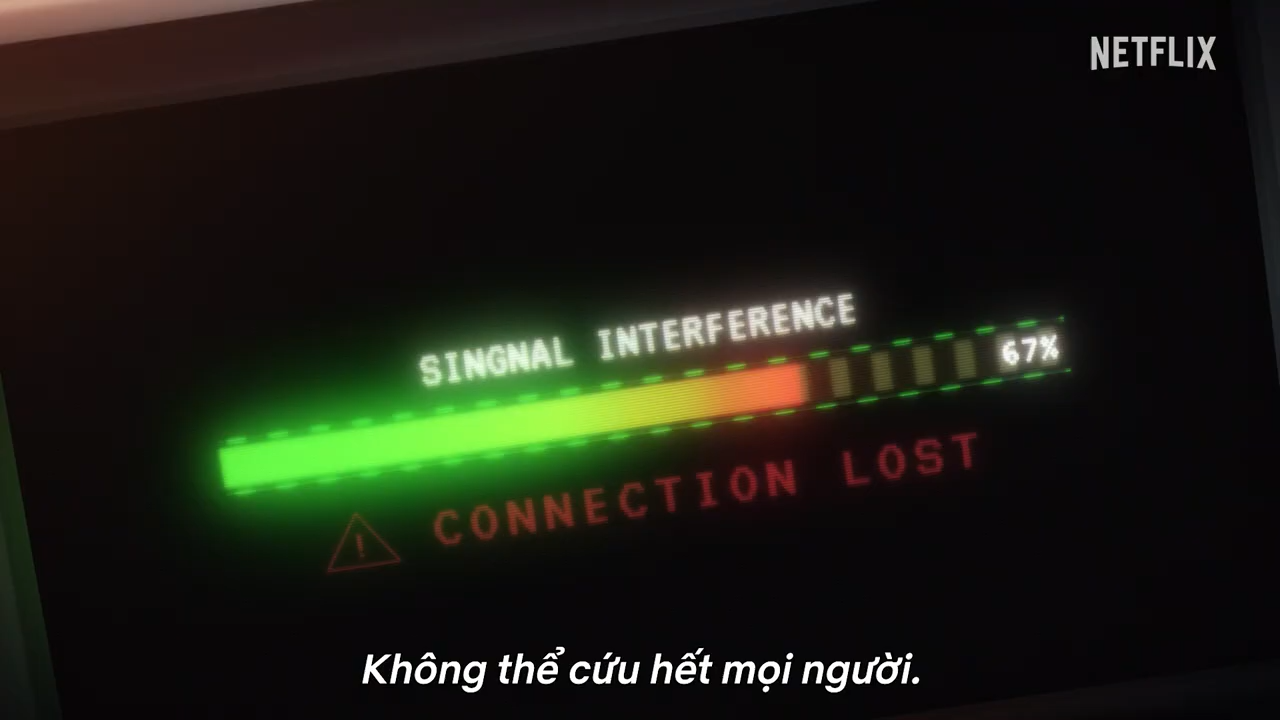 NETFLIX
SINGNAL INTERFERENCE
67%
CONNECTION LOST
Không thể cứu hết mọi người.